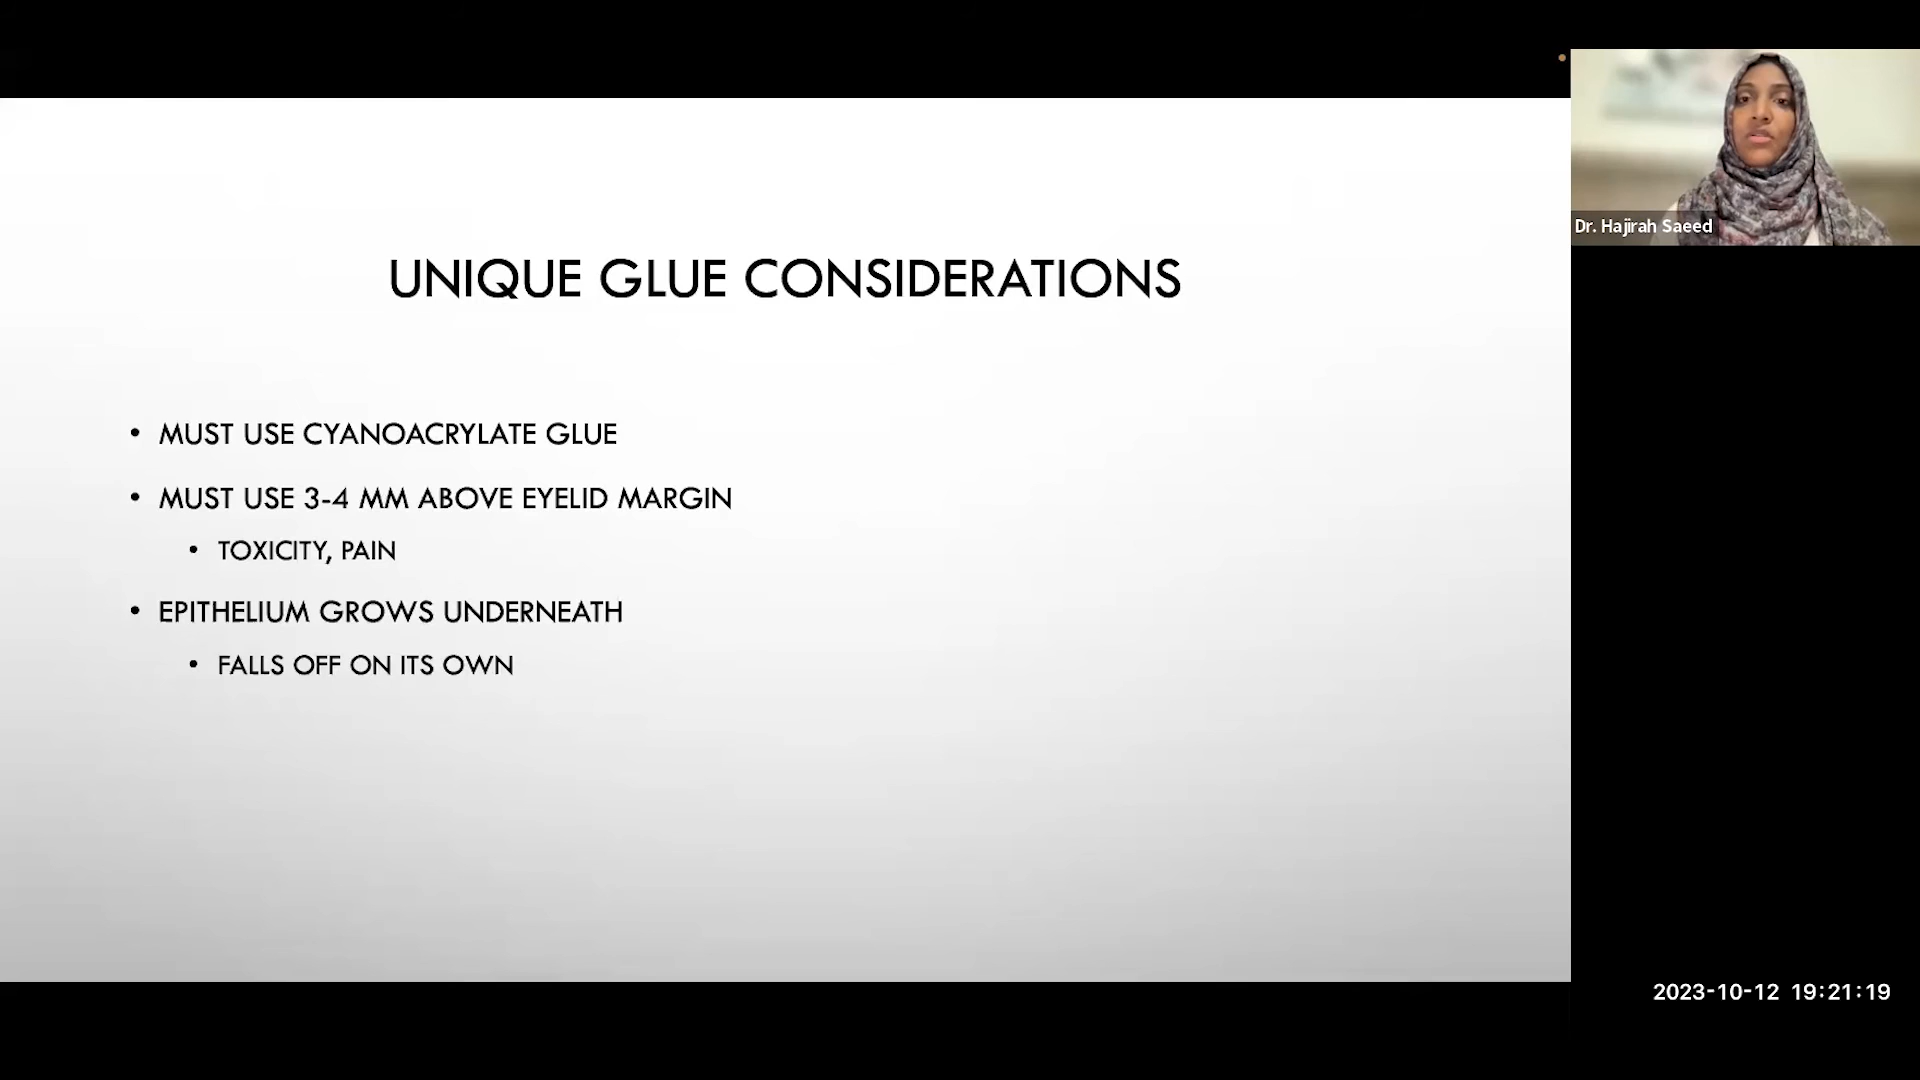 Dr. Hajirah Saeed
UNIQUE GLUE CONSIDERATIONS
• MUST USE CYANOACRYLATE GLUE
• MUST USE 3-4 MM ABOVE EYELID MARGIN
• TOXICITY, PAIN
• EPITHELIUM GROWS UNDERNEATH
• FALLS OFF ON ITS OWN
2023-10-12 19:21:19